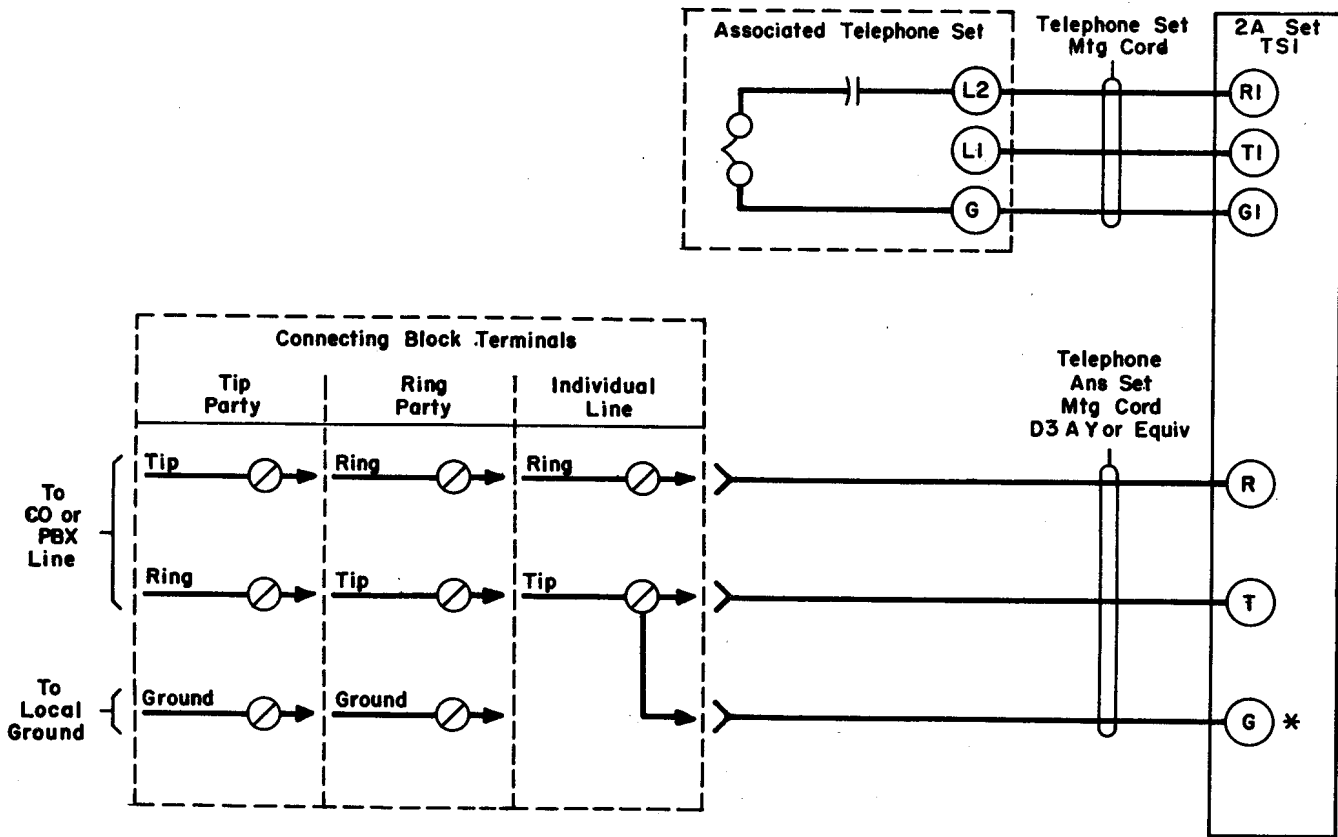 Associated Telephone Set
Telephone Set
Mtg Cord
2A Set
TS1
L2
R1
L1
T1
G
G1
Connecting Block Terminals
Tip
Party
Ring
Party
Individual
Line
Telephone
Ans Set
Mtg Cord
D3AY or Equiv
To
CO or
PBX
Line
Tip
Ring
Ring
R
Ring
Tip
Tip
T
To
Local
Ground
Ground
Ground
G *